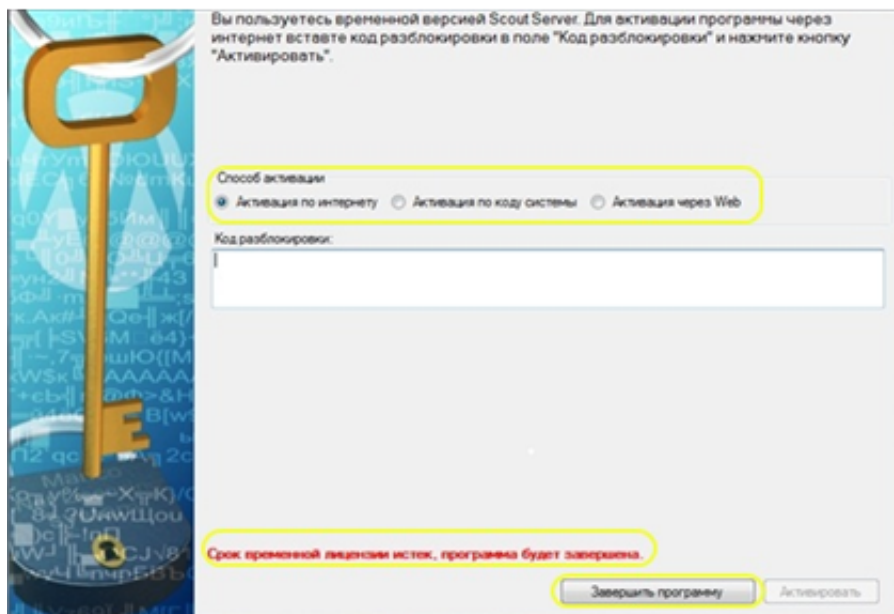 Вы пользуетесь временной версией Scout Server. Для активации программы через
интернет вставте код разблокировки в поле "Код разблокировки" и нажмите кнопку
"Активировать".
Способ активации
Активация по интернету Активация по коду системы Активация через Web
Код разблокировки:
Срок временной лицензии истек, программа будет завершена.
Завершить программу Активировать